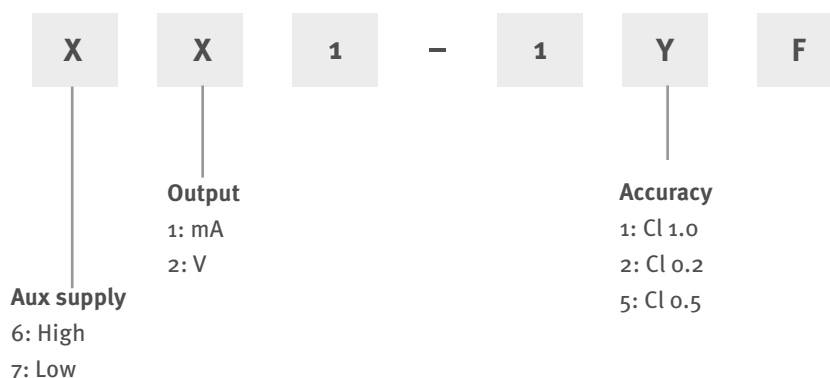 X X 1 – 1 Y F
Output
1: mA
2: V
Accuracy
1: Cl 1.0
2: Cl 0.2
5: Cl 0.5
Aux supply
6: High
7: Low